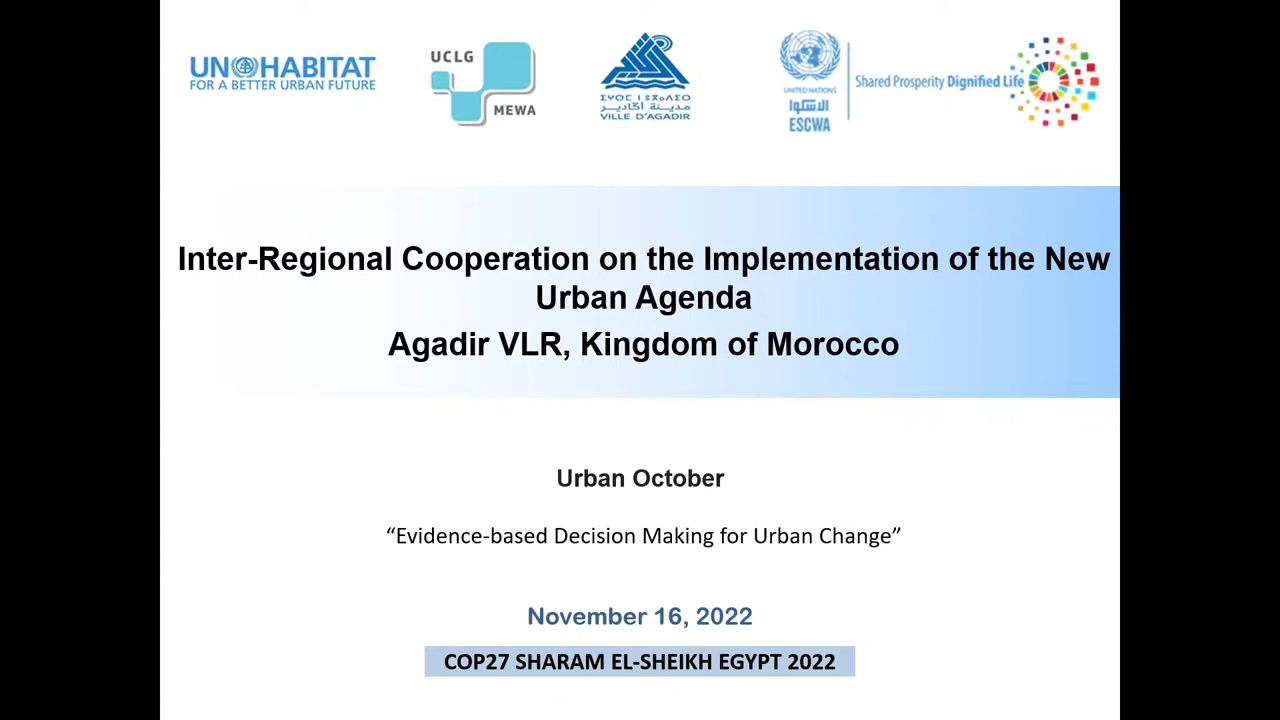 UN HABITAT
FOR A BETTER URBAN FUTURE
UCLG
MEWA
ⵉⵖⵔⵎ ⵏ ⵓⴳⴰⴷⵉⵔ
مدينة أكادير
VILLE D'AGADIR
UNITED NATIONS
الإسكوا
ESCWA
Shared Prosperity Dignified Life
Inter-Regional Cooperation on the Implementation of the New
Urban Agenda
Agadir VLR, Kingdom of Morocco
Urban October
“Evidence-based Decision Making for Urban Change”
November 16, 2022
COP27 SHARAM EL-SHEIKH EGYPT 2022